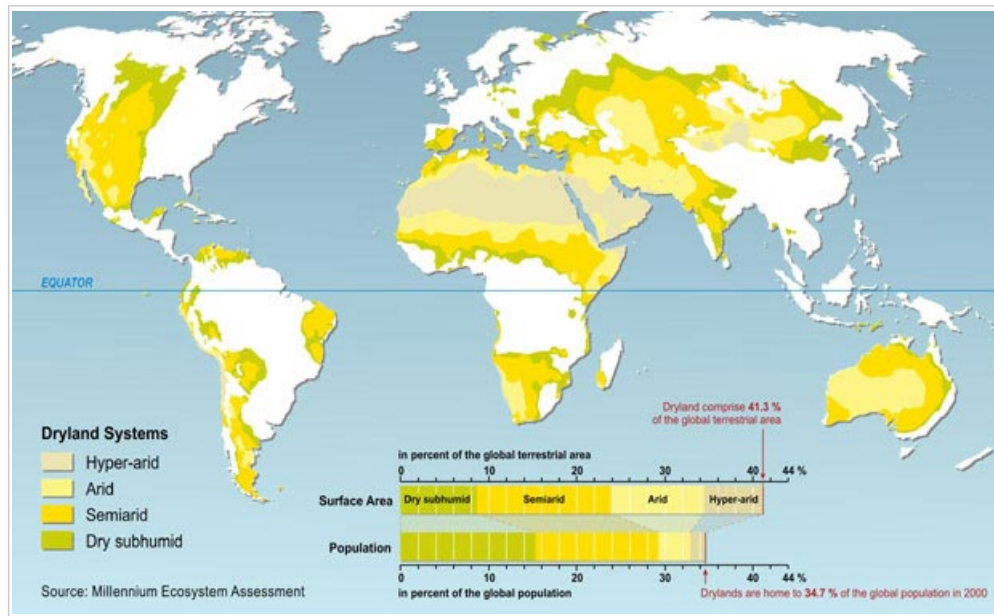 EQUATOR
Dryland Systems
Hyper-arid
Arid
Semiarid
Dry subhumid
Source: Millennium Ecosystem Assessment
Dryland comprise 41.3 %
of the global terrestrial area
in percent of the global terrestrial area
0 10 20 30 40 44 %
Surface Area Dry subhumid Semiarid Arid Hyper-arid
Population
0 10 20 30 40 44 %
in percent of the global population
Drylands are home to 34.7 % of the global population in 2000